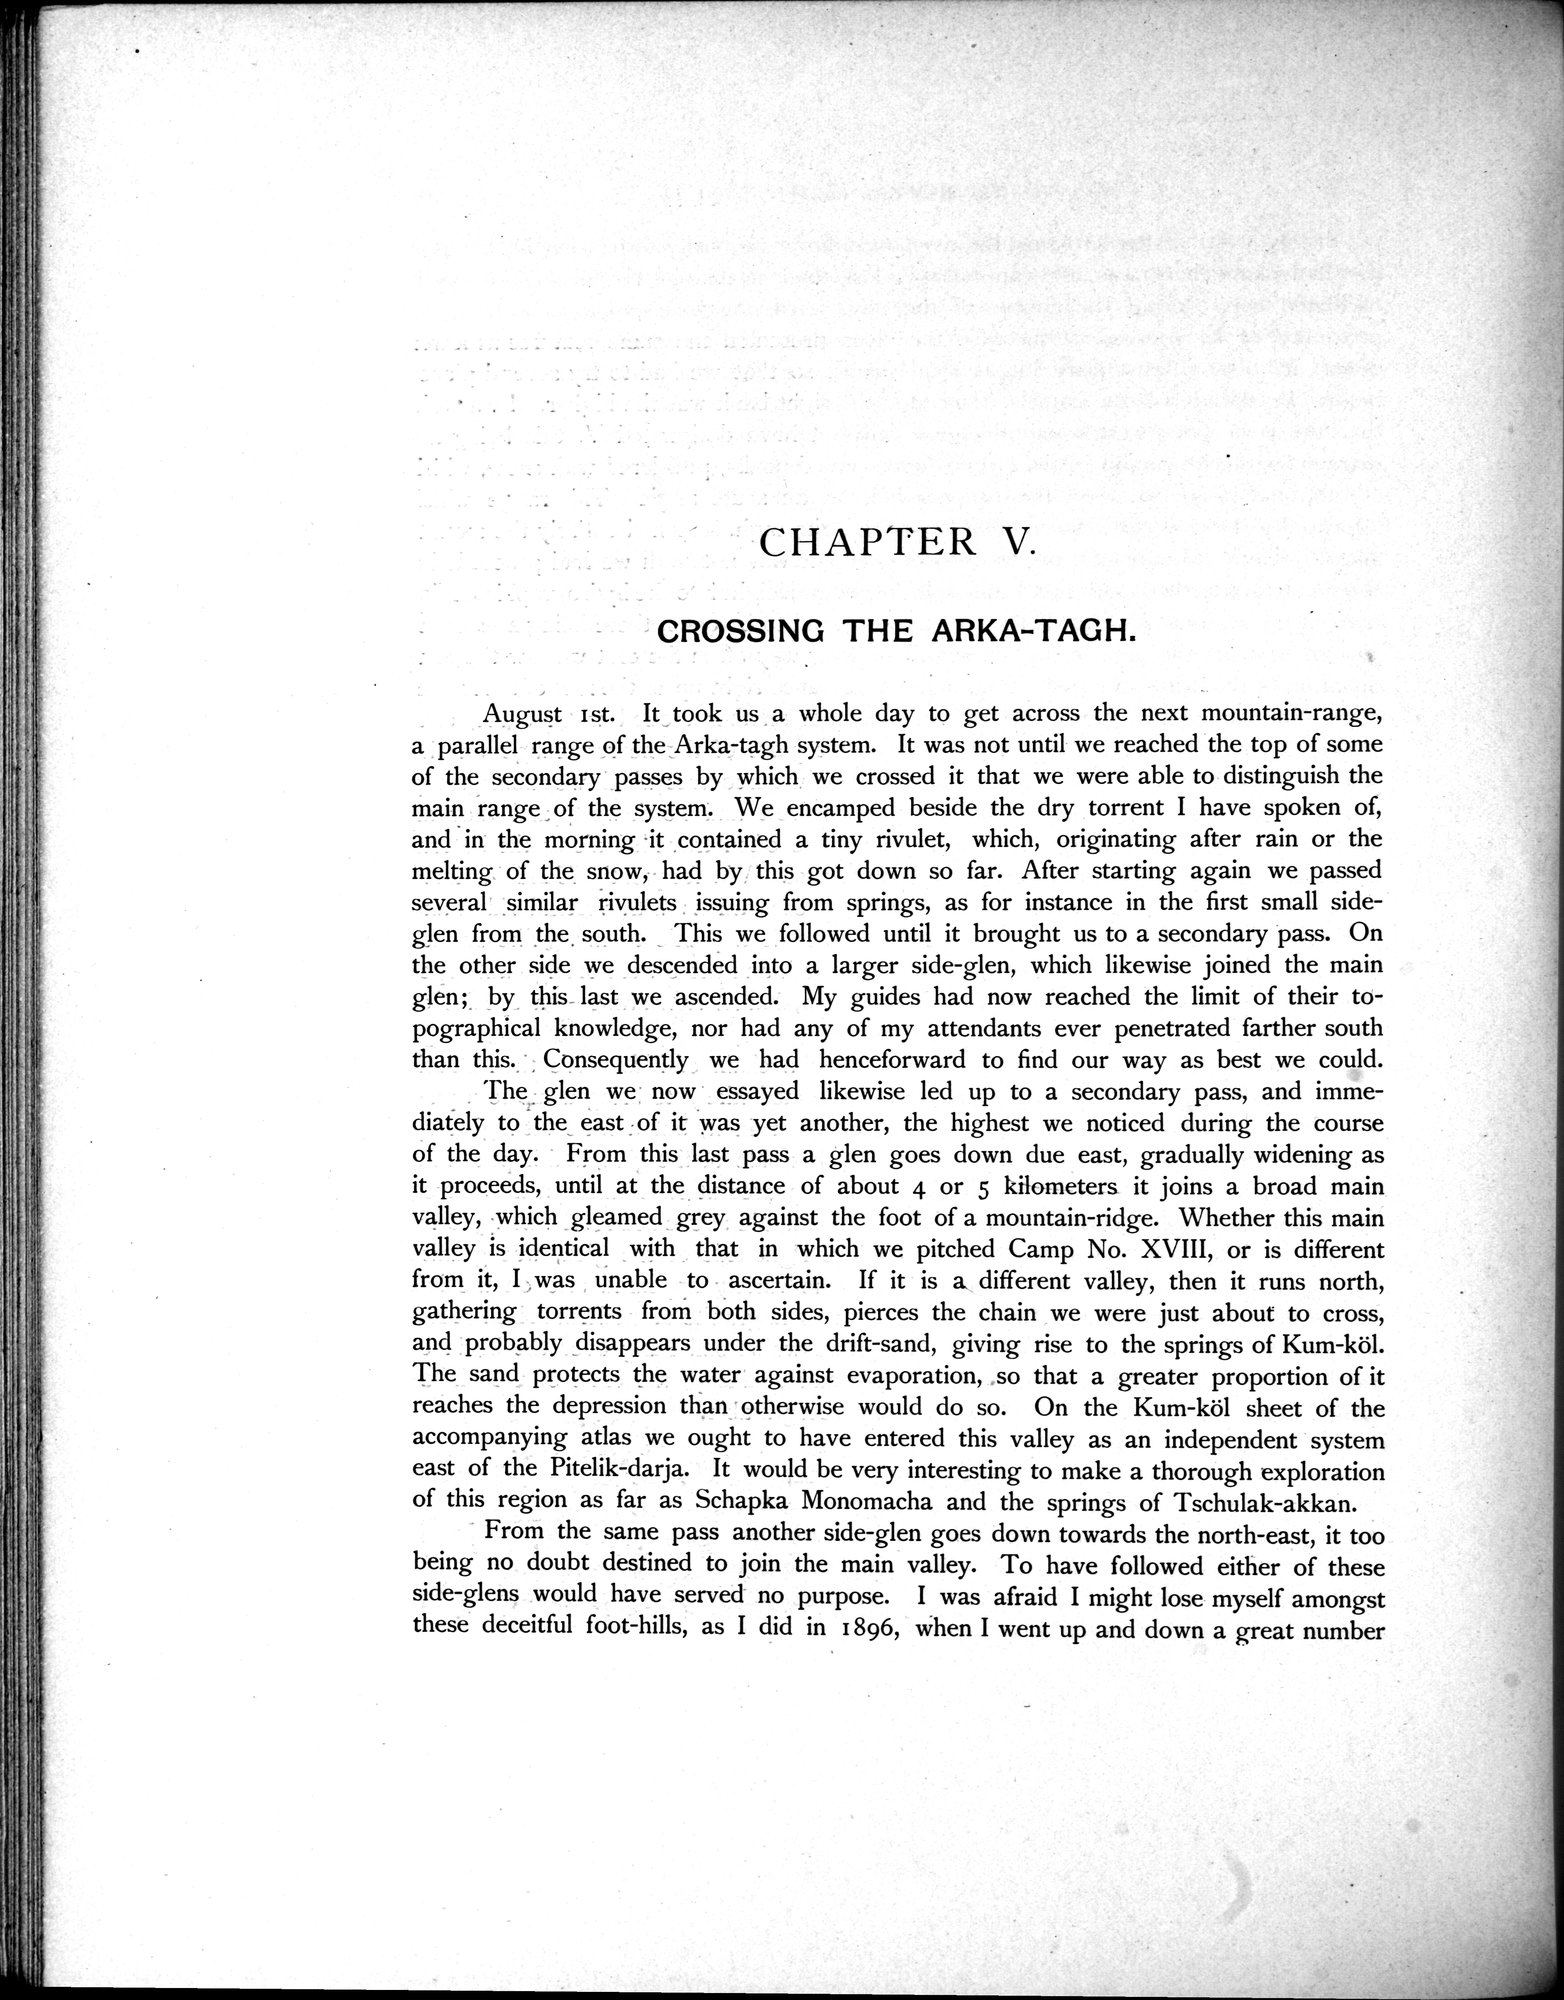 CHAPTER V.
CROSSING THE ARKA-TAGH.
August 1st. It took us a whole day to get across the next mountain-range,
a parallel range of the Arka-tagh system. It was not until we reached the top of some
of the secondary passes by which we crossed it that we were able to distinguish the
main range of the system. We encamped beside the dry torrent I have spoken of,
and in the morning it contained a tiny rivulet, which, originating after rain or the
melting of the snow, had by this got down so far. After starting again we passed
several similar rivulets issuing from springs, as for instance in the first small side-
glen from the south. This we followed until it brought us to a secondary pass. On
the other side we descended into a larger side-glen, which likewise joined the main
glen; by this last we ascended. My guides had now reached the limit of their to-
pographical knowledge, nor had any of my attendants ever penetrated farther south
than this. Consequently we had henceforward to find our way as best we could.
The glen we now essayed likewise led up to a secondary pass, and imme-
diately to the east of it was yet another, the highest we noticed during the course
of the day. From this last pass a glen goes down due east, gradually widening as
it proceeds, until at the distance of about 4 or 5 kilometers it joins a broad main
valley, which gleamed grey against the foot of a mountain-ridge. Whether this main
valley is identical with that in which we pitched Camp No. XVIII, or is different
from it, I was unable to ascertain. If it is a different valley, then it runs north,
gathering torrents from both sides, pierces the chain we were just about to cross,
and probably disappears under the drift-sand, giving rise to the springs of Kum-köl.
The sand protects the water against evaporation, so that a greater proportion of it
reaches the depression than otherwise would do so. On the Kum-köl sheet of the
accompanying atlas we ought to have entered this valley as an independent system
east of the Pitelik-darja. It would be very interesting to make a thorough exploration
of this region as far as Schapka Monomacha and the springs of Tschulak-akkan.
From the same pass another side-glen goes down towards the north-east, it too
being no doubt destined to join the main valley. To have followed either of these
side-glens would have served no purpose. I was afraid I might lose myself amongst
these deceitful foot-hills, as I did in 1896, when I went up and down a great number